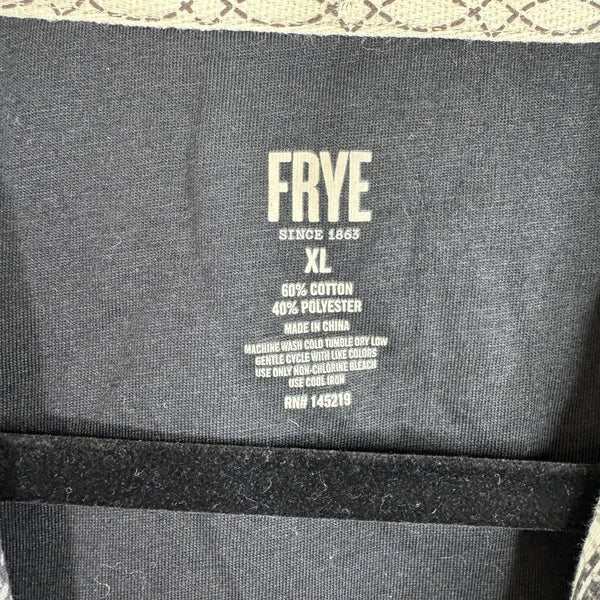 FRYE
SINCE 1863
XL
60% COTTON
40% POLYESTER
MADE IN CHINA
MACHINE WASH COLD TUMBLE DRY LOW
GENTLE CYCLE WITH LIKE COLORS
USE ONLY NON-CHLORINE BLEACH
USE COOL IRON
RN# 145219